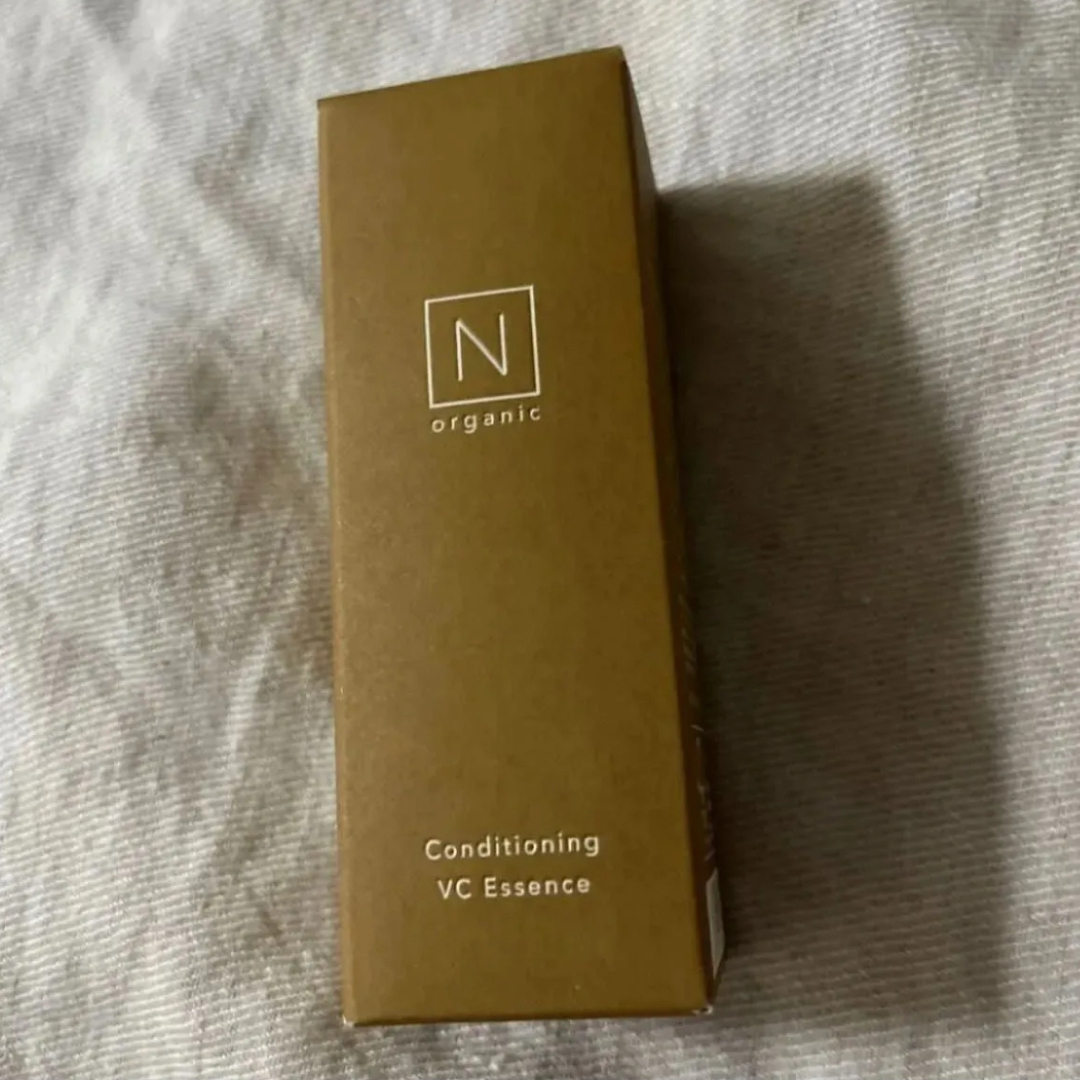 N
organic
Conditioning
VC Essence